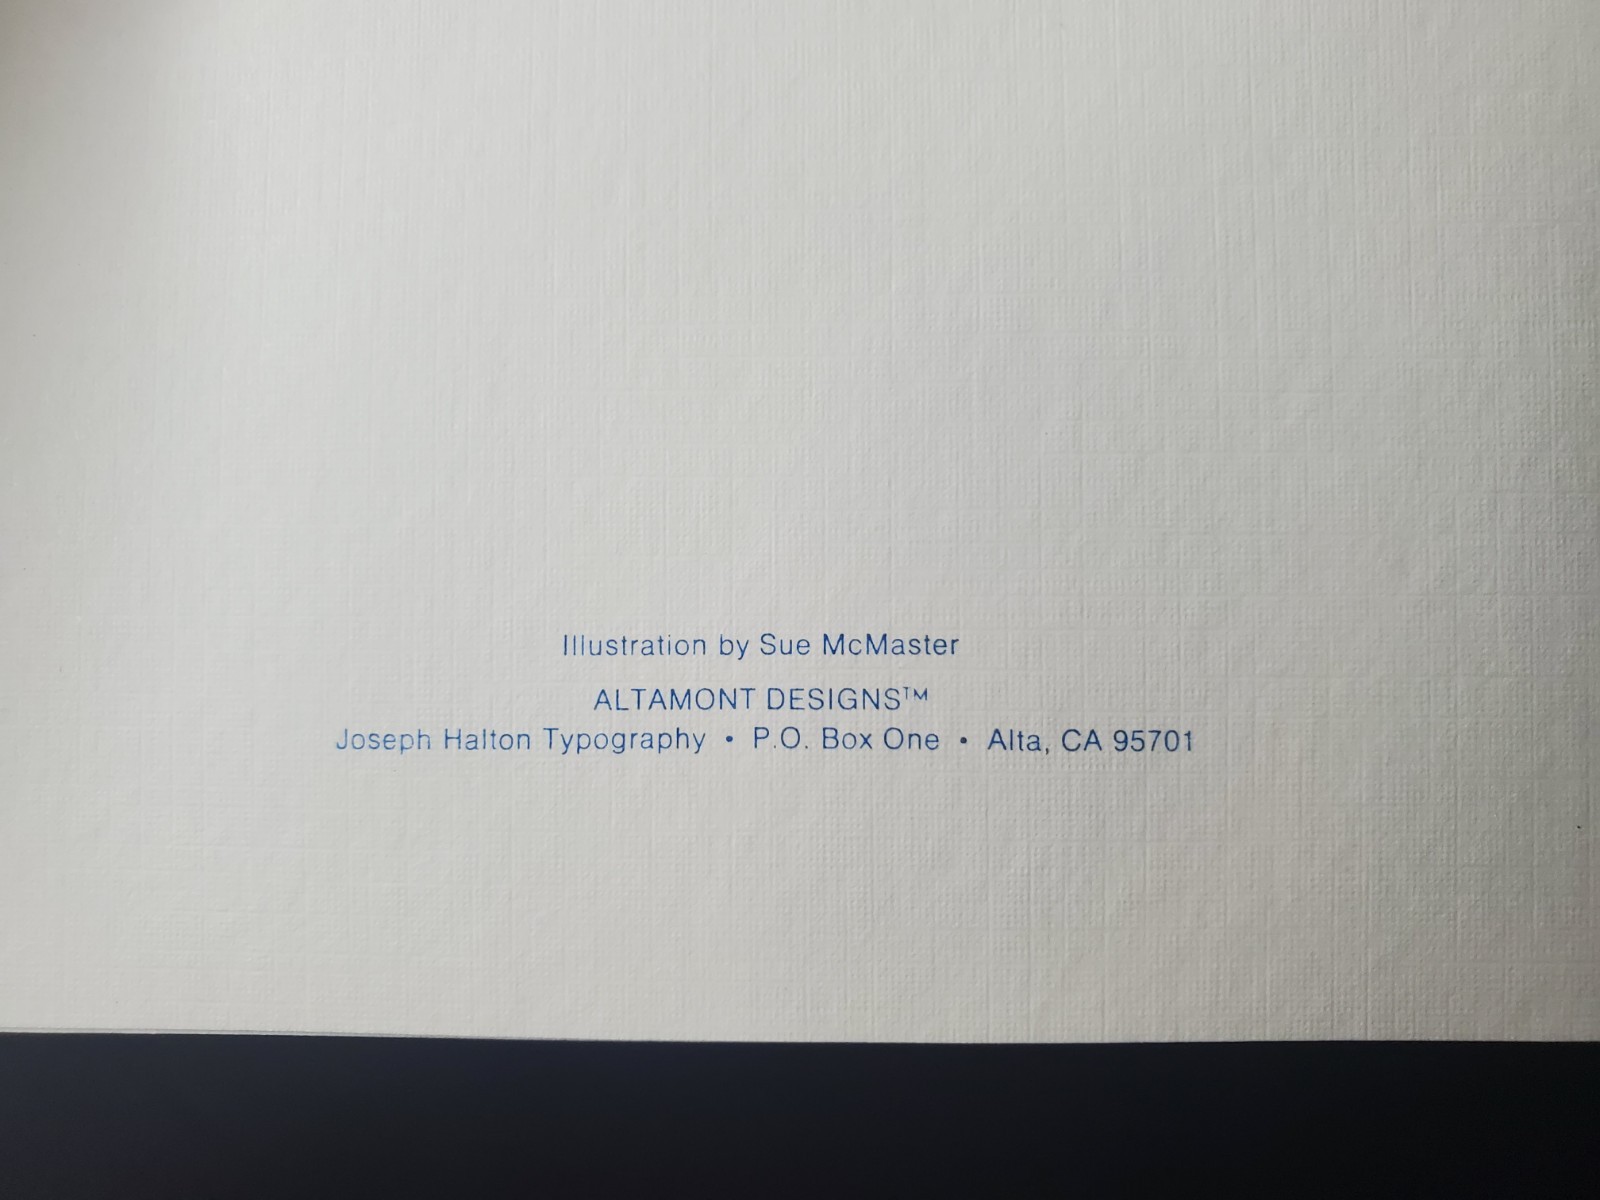 Illustration by Sue McMaster
ALTAMONT DESIGNS™
Joseph Halton Typography • P.O. Box One • Alta, CA 95701